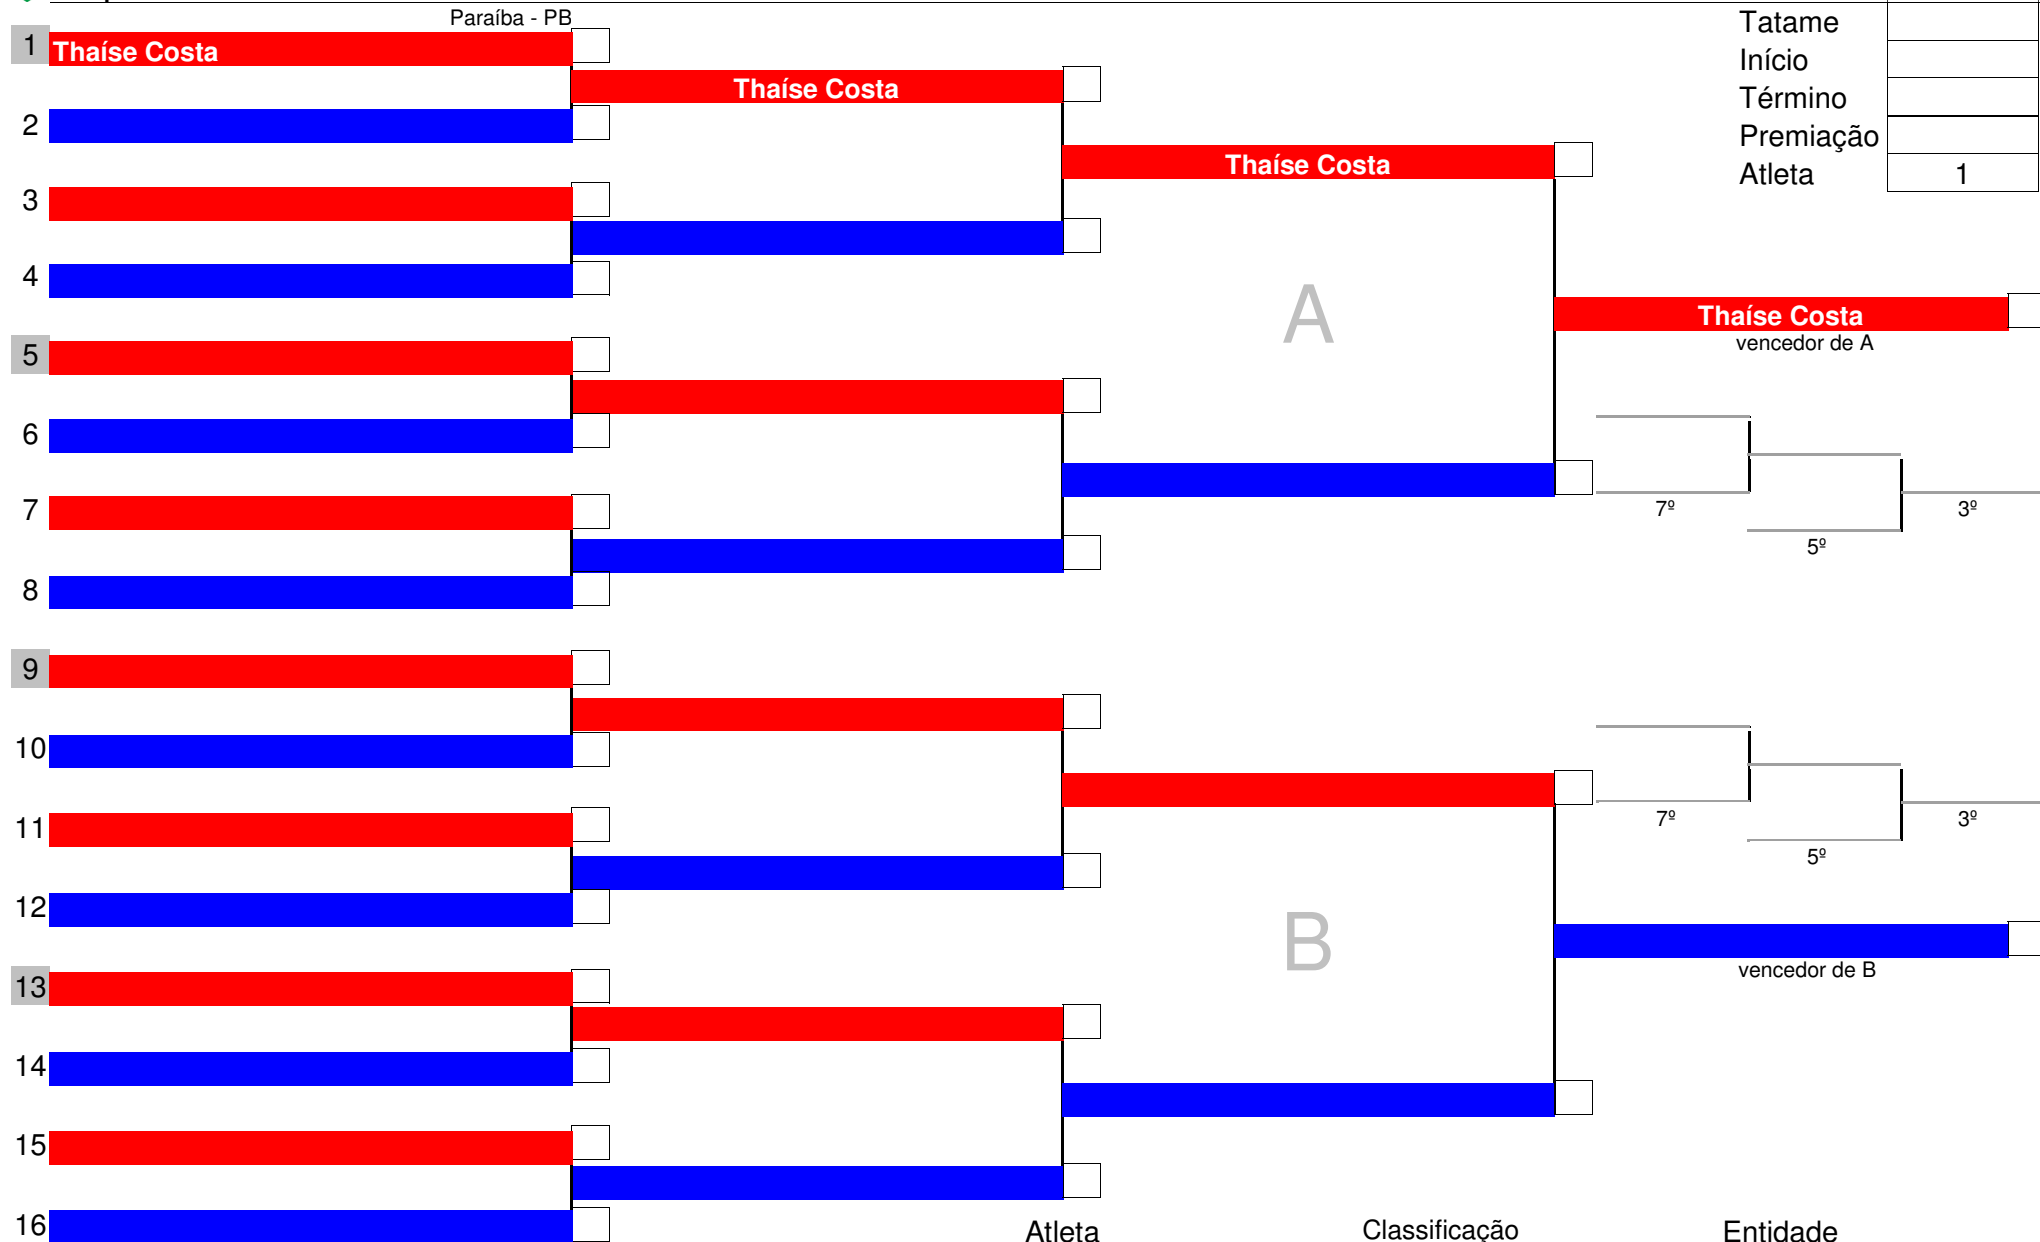 Paraíba - PB
Tatame
1 Thaíse Costa
Início
Thaíse Costa
Término
2
Premiação
Thaíse Costa
Atleta 1
3
4
A
Thaíse Costa
vencedor de A
5
6
7
7º 3º
5º
8
9
10
11
7º 3º
5º
12
B
vencedor de B
13
14
15
16
Atleta Classificação Entidade